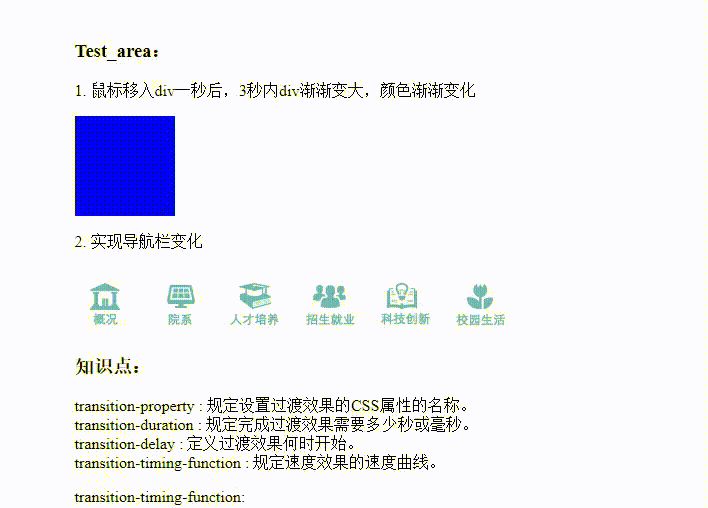 Test_area：
1. 鼠标移入div一秒后，3秒内div渐渐变大，颜色渐渐变化
2. 实现导航栏变化
概况 院系 人才培养 招生就业 科技创新 校园生活
知识点：
transition-property : 规定设置过渡效果的CSS属性的名称。
transition-duration : 规定完成过渡效果需要多少秒或毫秒。
transition-delay : 定义过渡效果何时开始。
transition-timing-function : 规定速度效果的速度曲线。
transition-timing-function: